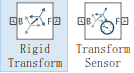 B F B F
Rigid Transform
Transform Sensor